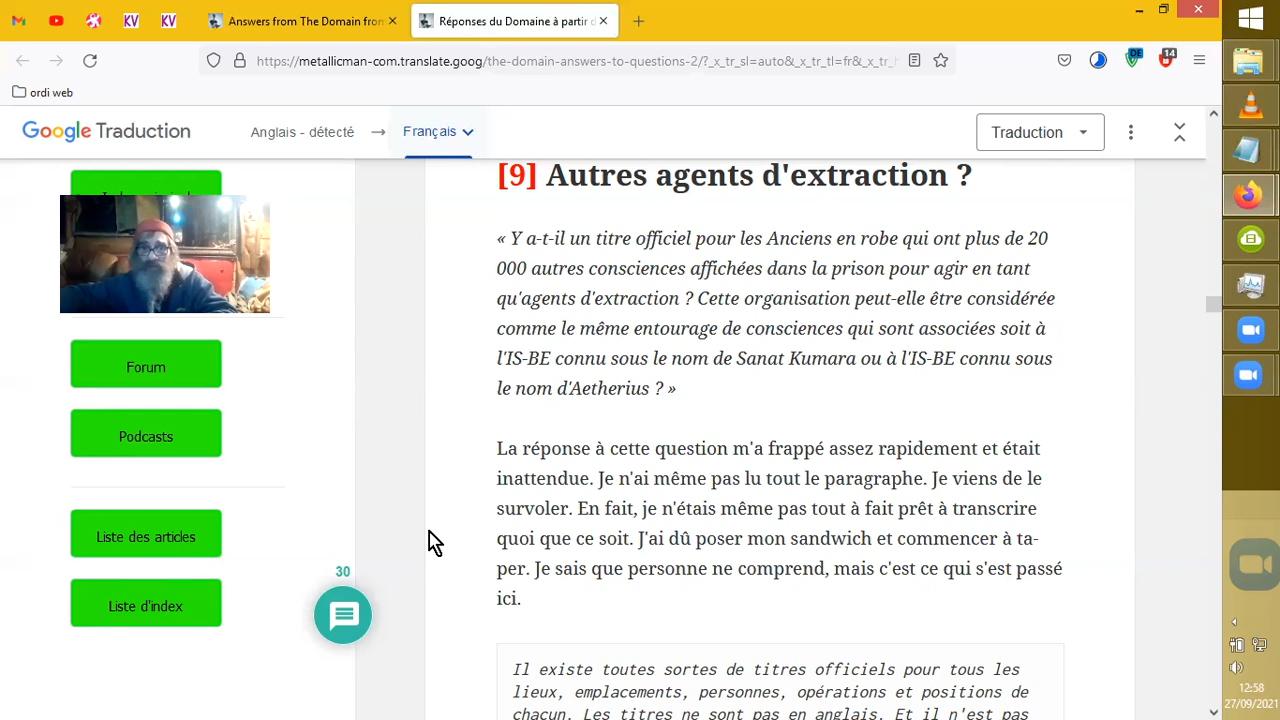 Answers from The Domain fron
Réponses du Domaine à partir d
KV
KV
https://metallicman-com.translate.goog/the-domain-answers-to-questions-2/?_x_tr_sl=auto&_x_tr_tl=fr&_x_tr_h
DE
14
ordi web
Google Traduction
Anglais - détecté
Français
Traduction
[9] Autres agents d'extraction ?
« Y a-t-il un titre officiel pour les Anciens en robe qui ont plus de 20
000 autres consciences affichées dans la prison pour agir en tant
qu'agents d'extraction ? Cette organisation peut-elle être considérée
comme le même entourage de consciences qui sont associées soit à
l'IS-BE connu sous le nom de Sanat Kumara ou à l'IS-BE connu sous
le nom d'Aetherius ? »
Forum
Podcasts
La réponse à cette question m'a frappé assez rapidement et était
inattendue. Je n'ai même pas lu tout le paragraphe. Je viens de le
survoler. En fait, je n'étais même pas tout à fait prêt à transcrire
quoi que ce soit. J'ai dû poser mon sandwich et commencer à ta-
per. Je sais que personne ne comprend, mais c'est ce qui s'est passé
ici.
Liste des articles
30
Liste d'index
Il existe toutes sortes de titres officiels pour tous les
lieux, emplacements, personnes, opérations et positions de
chacun. Les titres ne sont pas en anglais. Et il n'est pas
12:58
27/09/2021